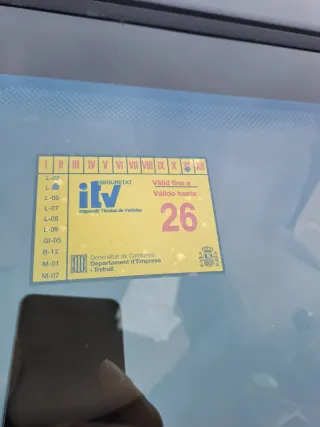 I II III IV V VI VII VIII IX X XI XII
SEGURETAT
itv
Inspecció Tècnica de Vehicles
Vàlid fins a
Válido hasta
26
L-05
L-07
L-08
L-09
GI-05
B-12
M-01
M-07
Generalitat de Catalunya
Departament d'Empresa
i Treball